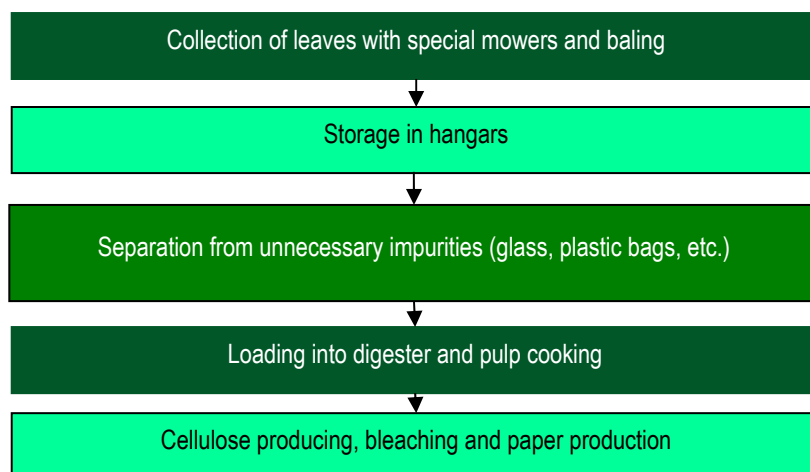 Collection of leaves with special mowers and baling
Storage in hangars
Separation from unnecessary impurities (glass, plastic bags, etc.)
Loading into digester and pulp cooking
Cellulose producing, bleaching and paper production